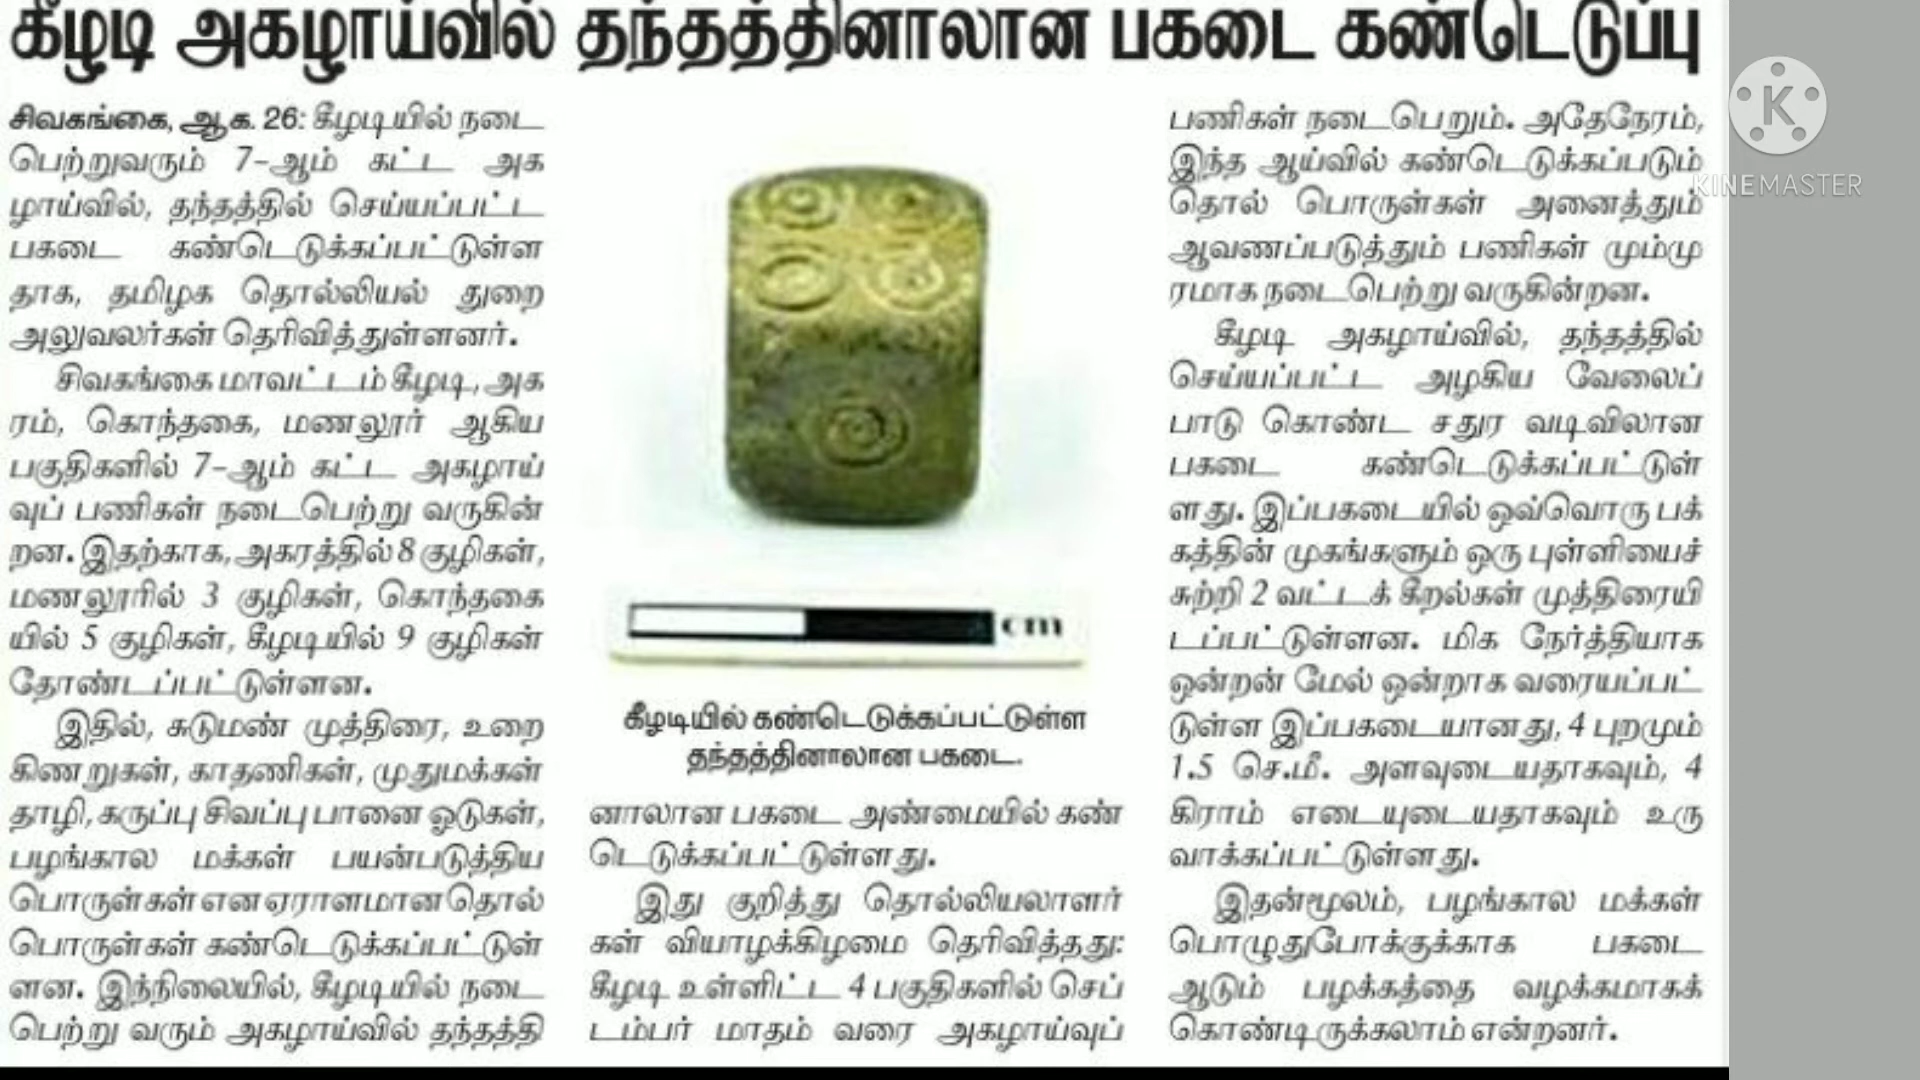 கீழடி அகழாய்வில் தந்தத்தினாலான பகடை கண்டெடுப்பு
சிவகங்கை, ஆக. 26: கீழடியில் நடை
பெற்றுவரும் 7-ஆம் கட்ட அக
ழாய்வில், தந்தத்தில் செய்யப்பட்ட
பகடை கண்டெடுக்கப்பட்டுள்ள
தாக, தமிழக தொல்லியல் துறை
அலுவலர்கள் தெரிவித்துள்ளனர்.
சிவகங்கை மாவட்டம் கீழடி, அக
ரம், கொந்தகை, மணலூர் ஆகிய
பகுதிகளில் 7-ஆம் கட்ட அகழாய்
வுப் பணிகள் நடைபெற்று வருகின்
றன. இதற்காக, அகரத்தில் 8 குழிகள்,
மணலூரில் 3 குழிகள், கொந்தகை
யில் 5 குழிகள், கீழடியில் 9 குழிகள்
தோண்டப்பட்டுள்ளன.
இதில், சுடுமண் முத்திரை, உறை
கிணறுகள், காதணிகள், முதுமக்கள்
தாழி, கருப்பு சிவப்பு பானை ஓடுகள்,
பழங்கால மக்கள் பயன்படுத்திய
பொருள்கள் என ஏராளமான தொல்
பொருள்கள் கண்டெடுக்கப்பட்டுள்
ளன. இந்நிலையில், கீழடியில் நடை
பெற்று வரும் அகழாய்வில் தந்தத்தி
cm
கீழடியில் கண்டெடுக்கப்பட்டுள்ள
தந்தத்தினாலான பகடை.
னாலான பகடை அண்மையில் கண்
டெடுக்கப்பட்டுள்ளது.
இது குறித்து தொல்லியலாளர்
கள் வியாழக்கிழமை தெரிவித்தது:
கீழடி உள்ளிட்ட 4 பகுதிகளில் செப்
டம்பர் மாதம் வரை அகழாய்வுப்
பணிகள் நடைபெறும். அதேநேரம்,
இந்த ஆய்வில் கண்டெடுக்கப்படும்
தொல் பொருள்கள் அனைத்தும்
ஆவணப்படுத்தும் பணிகள் மும்மு
ரமாக நடைபெற்று வருகின்றன.
கீழடி அகழாய்வில், தந்தத்தில்
செய்யப்பட்ட அழகிய வேலைப்
பாடு கொண்ட சதுர வடிவிலான
பகடை கண்டெடுக்கப்பட்டுள்
ளது. இப்பகடையில் ஒவ்வொரு பக்
கத்தின் முகங்களும் ஒரு புள்ளியைச்
சுற்றி 2 வட்டக் கீறல்கள் முத்திரையி
டப்பட்டுள்ளன. மிக நேர்த்தியாக
ஒன்றன் மேல் ஒன்றாக வரையப்பட்
டுள்ள இப்பகடையானது, 4 புறமும்
1.5 செ.மீ. அளவுடையதாகவும், 4
கிராம் எடையுடையதாகவும் உரு
வாக்கப்பட்டுள்ளது.
இதன்மூலம், பழங்கால மக்கள்
பொழுதுபோக்குக்காக பகடை
ஆடும் பழக்கத்தை வழக்கமாகக்
கொண்டிருக்கலாம் என்றனர்.
K
KINEMASTER